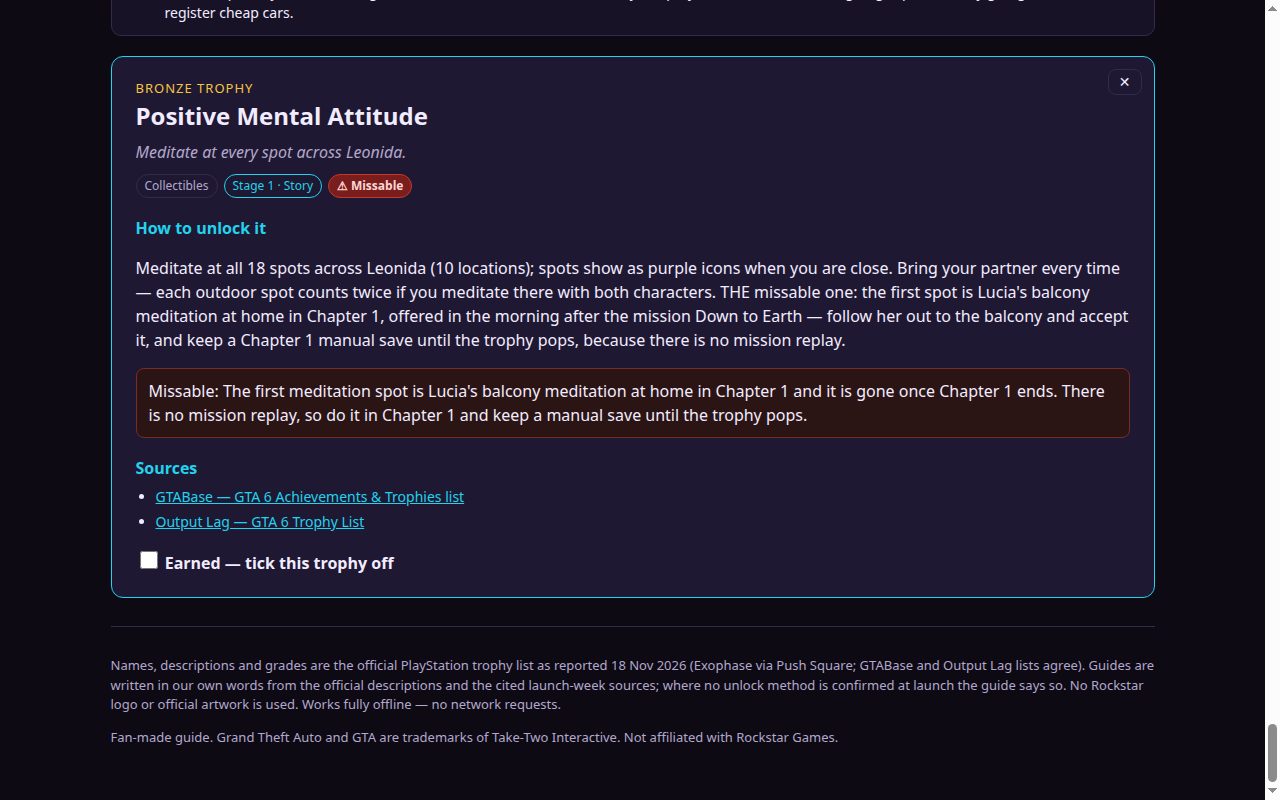 register cheap cars.
✕
BRONZE TROPHY
Positive Mental Attitude
Meditate at every spot across Leonida.
Collectibles Stage 1 · Story ⚠ Missable
How to unlock it
Meditate at all 18 spots across Leonida (10 locations); spots show as purple icons when you are close. Bring your partner every time
— each outdoor spot counts twice if you meditate there with both characters. THE missable one: the first spot is Lucia's balcony
meditation at home in Chapter 1, offered in the morning after the mission Down to Earth — follow her out to the balcony and accept
it, and keep a Chapter 1 manual save until the trophy pops, because there is no mission replay.
Missable: The first meditation spot is Lucia's balcony meditation at home in Chapter 1 and it is gone once Chapter 1 ends. There
is no mission replay, so do it in Chapter 1 and keep a manual save until the trophy pops.
Sources
• GTABase — GTA 6 Achievements & Trophies list
• Output Lag — GTA 6 Trophy List
Earned — tick this trophy off
Names, descriptions and grades are the official PlayStation trophy list as reported 18 Nov 2026 (Exophase via Push Square; GTABase and Output Lag lists agree). Guides are
written in our own words from the official descriptions and the cited launch-week sources; where no unlock method is confirmed at launch the guide says so. No Rockstar
logo or official artwork is used. Works fully offline — no network requests.
Fan-made guide. Grand Theft Auto and GTA are trademarks of Take-Two Interactive. Not affiliated with Rockstar Games.